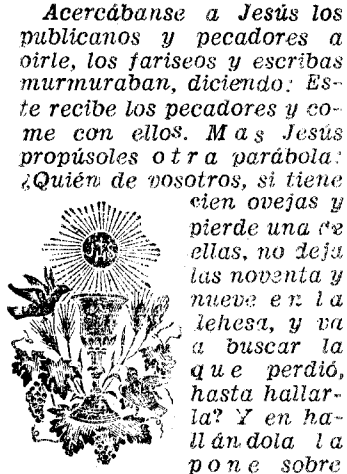 Acercábanse a Jesús los
publicanos y pecadores a
oirle, los fariseos y escribas
murmuraban, diciendo: Es-
te recibe los pecadores y co-
me con ellos. Mas Jesús
propúsoles otra parábola:
¿Quién de vosotros, si tiene
cien ovejas y
pierde una de
ellas, no deja
las noventa y
nueve en la
dehesa, y va
a buscar la
que perdió,
hasta hallar-
la? Y en ha-
llándola la
pone sobre